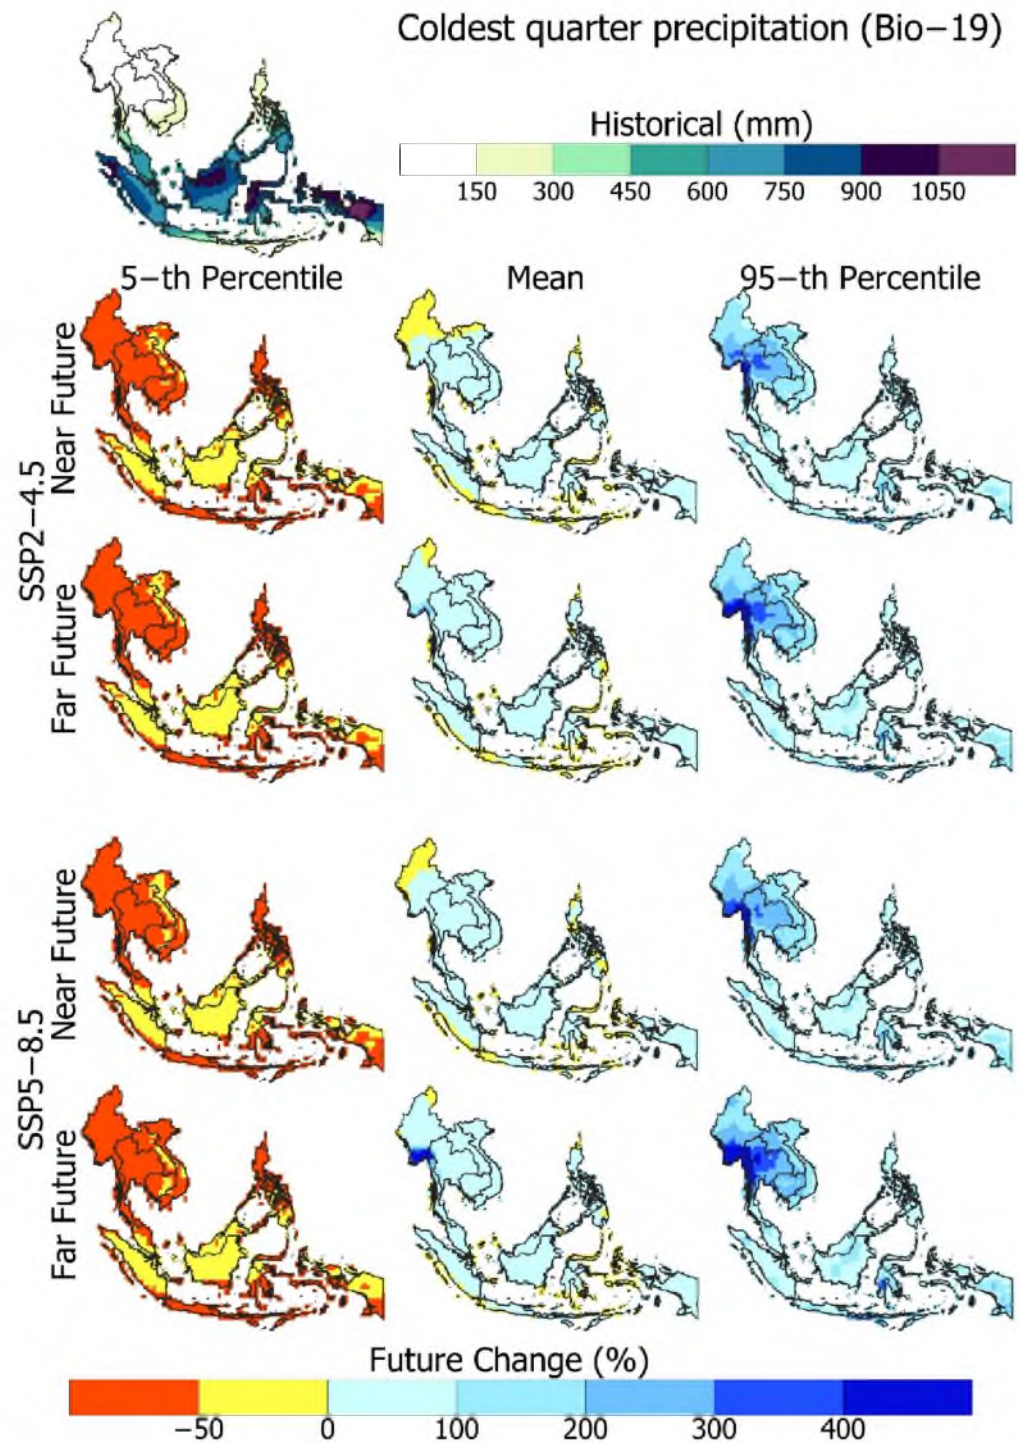 Coldest quarter precipitation (Bio−19)
Historical (mm)
150 300 450 600 750 900 1050
5−th Percentile Mean 95−th Percentile
SSP2−4.5
Near Future
Far Future
SSP5−8.5
Near Future
Far Future
Future Change (%)
−50 0 100 200 300 400